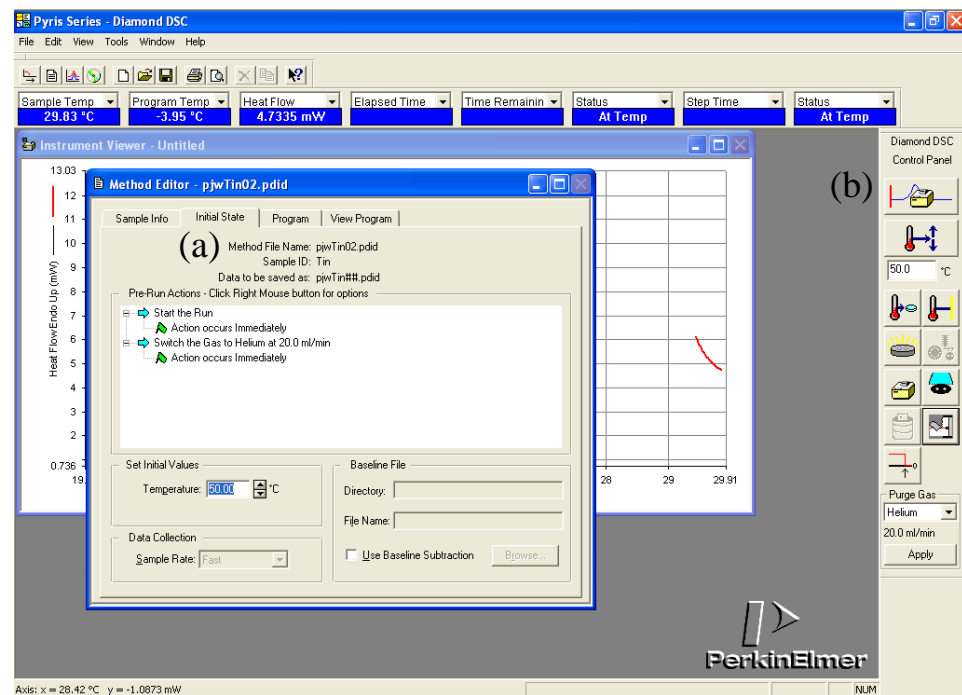 Pyris Series - Diamond DSC
File Edit View Tools Window Help
Sample Temp Program Temp Heat Flow Elapsed Time Time Remainin Status Step Time Status
29.83 °C -3.95 °C 4.7335 mW At Temp At Temp
Instrument Viewer - Untitled
Diamond DSC
Control Panel
(b)
50.0 °C
Purge Gas
Helium
20.0 ml/min
Apply
13.03
12
11
10
9
8
7
6
5
4
3
2
0.736
Heat Flow Endo Up (mW)
19.
28 29 29.91
Method Editor - pjwTin02.pdid
Sample Info Initial State Program View Program
(a)
Method File Name: pjwTin02.pdid
Sample ID: Tin
Data to be saved as: pjwTin##.pdid
Pre-Run Actions - Click Right Mouse button for options
Start the Run
Action occurs Immediately
Switch the Gas to Helium at 20.0 ml/min
Action occurs Immediately
Set Initial Values
Temperature: 50.00 °C
Data Collection
Sample Rate: Fast
Baseline File
Directory:
File Name:
Use Baseline Subtraction Browse...
PerkinElmer
Axis: x = 28.42 °C y = -1.0873 mW
NUM